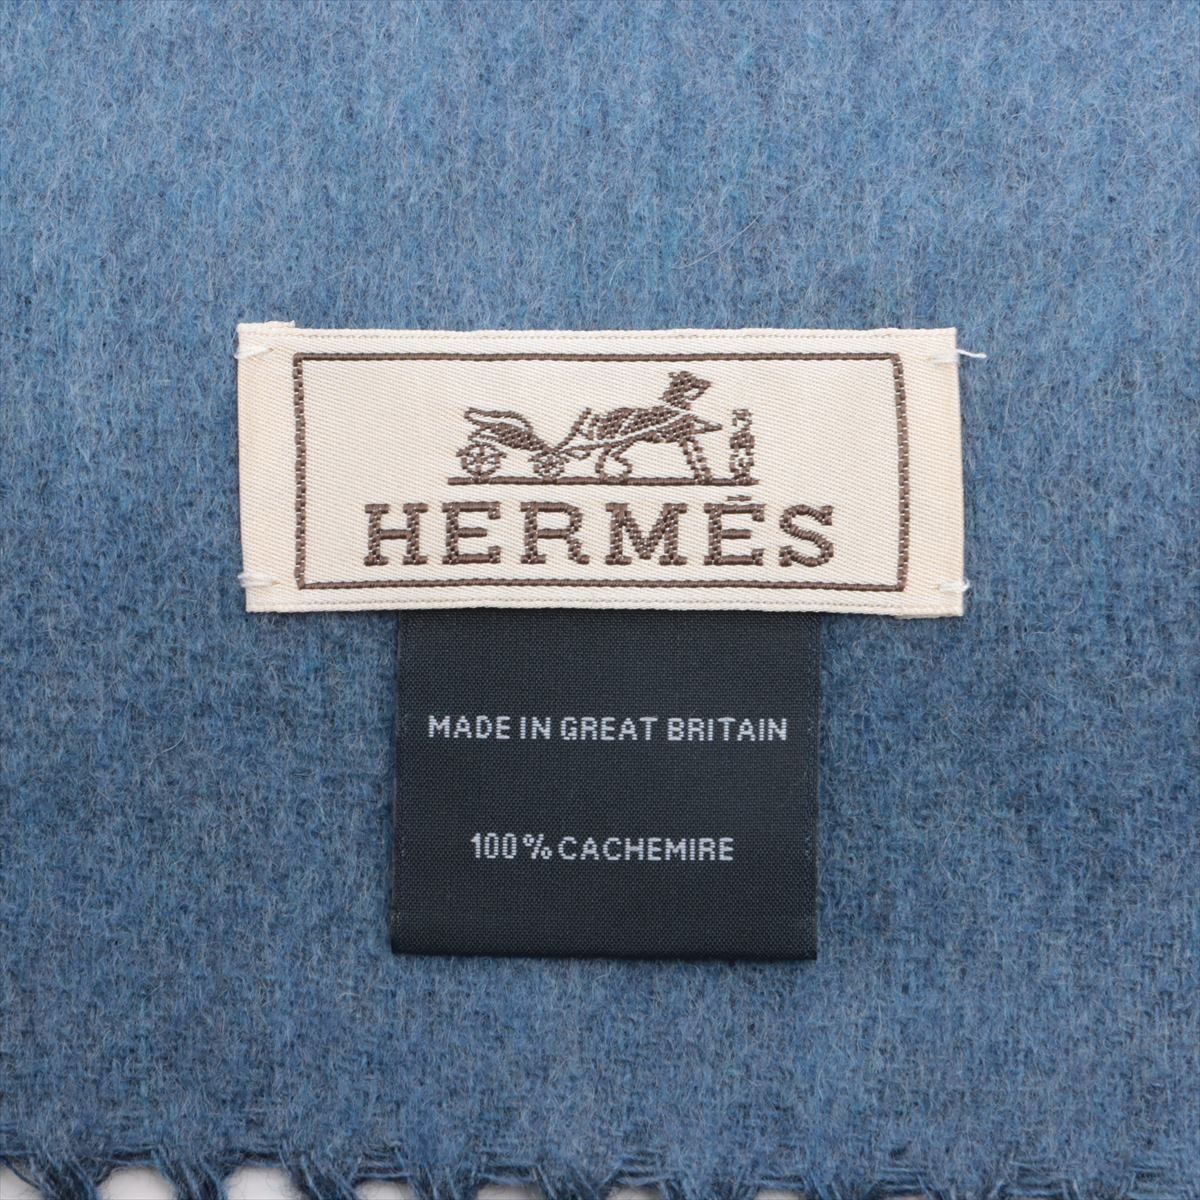 HERMÈS
MADE IN GREAT BRITAIN
100% CACHEMIRE